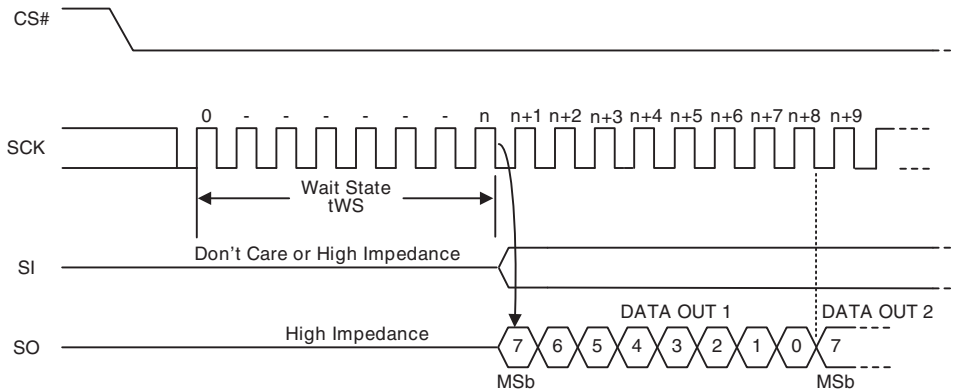 CS#
0 - - - - - - n n+1 n+2 n+3 n+4 n+5 n+6 n+7 n+8 n+9
SCK
Wait State
tWS
Don't Care or High Impedance
SI
DATA OUT 1 DATA OUT 2
High Impedance
SO 7 6 5 4 3 2 1 0 7
MSb MSb